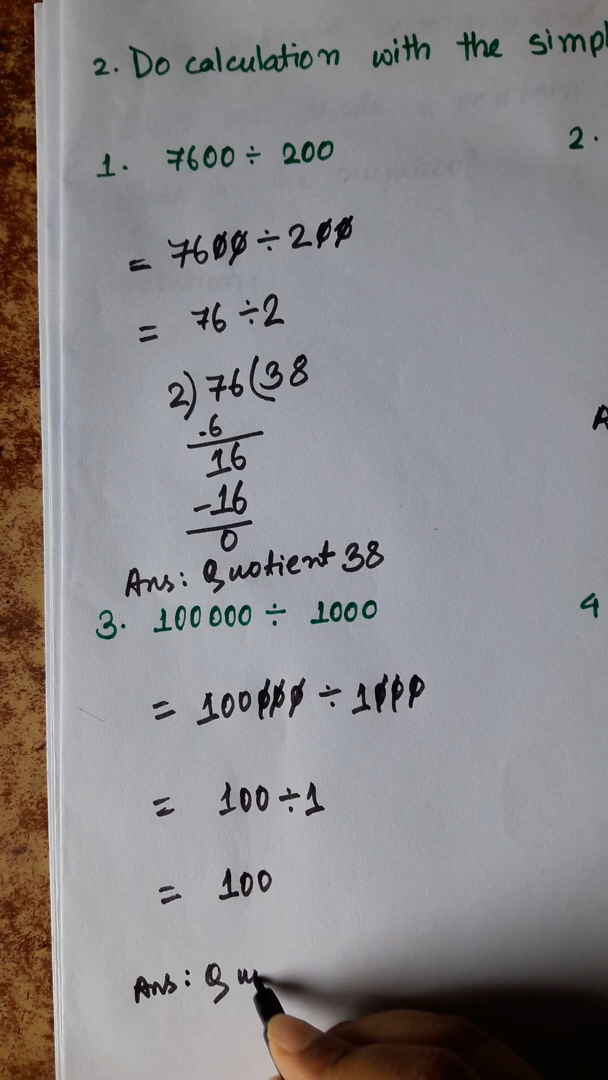 2. Do calculation with the simpl
1. 7600 ÷ 200
2.
= 7600 ÷ 200
= 76 ÷ 2
2) 76 (38
.6
16
-16
0
Ans: Quotient 38
3. 100000 ÷ 1000
4
= 100000 ÷ 1000
= 100 ÷ 1
= 100
Ans: Qu